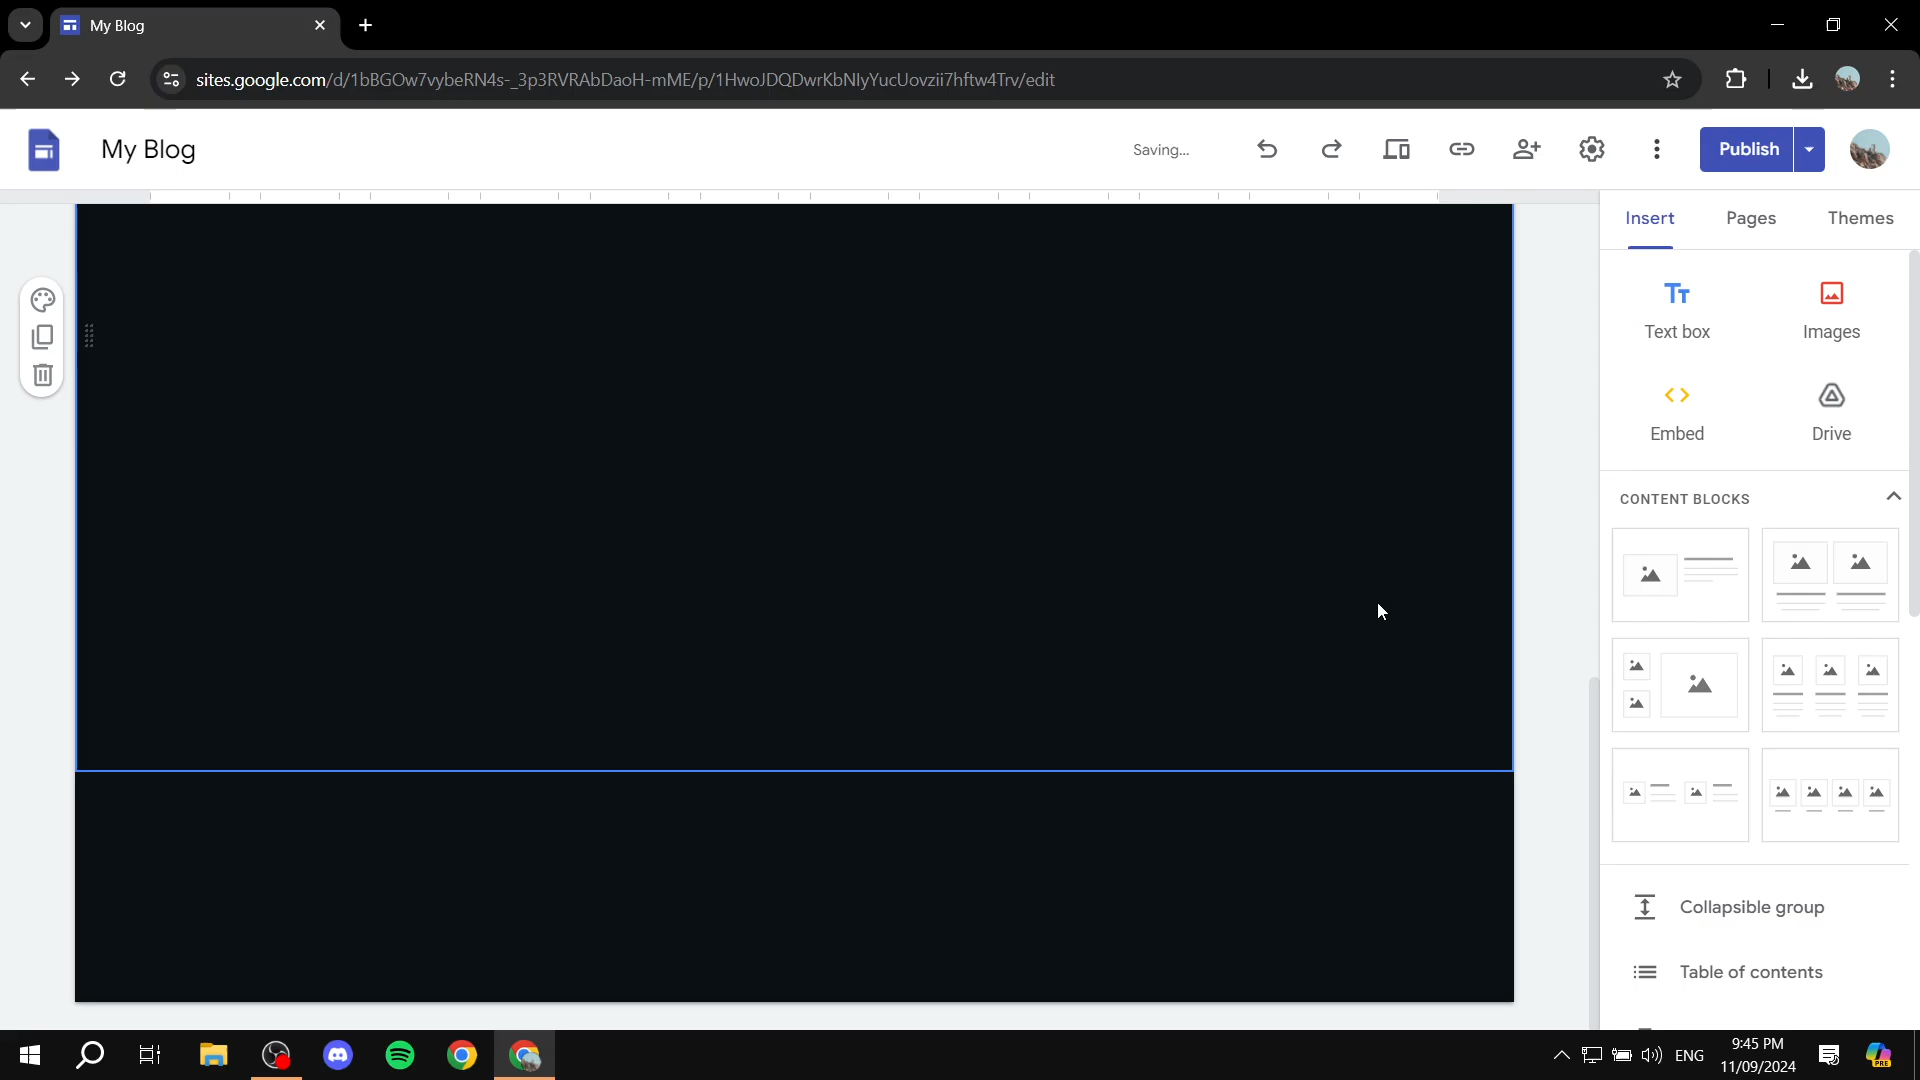 My Blog
sites.google.com/d/1bBGOw7vybeRN4s-_3p3RVRAbDaoH-mME/p/1HwoJDQDwrKbNIyYucUovzii7hftw4Trv/edit
My Blog
Saving...
Publish
Insert
Pages
Themes
Text box
Images
Embed
Drive
CONTENT BLOCKS
Collapsible group
Table of contents
ENG
9:45 PM
11/09/2024
PRE